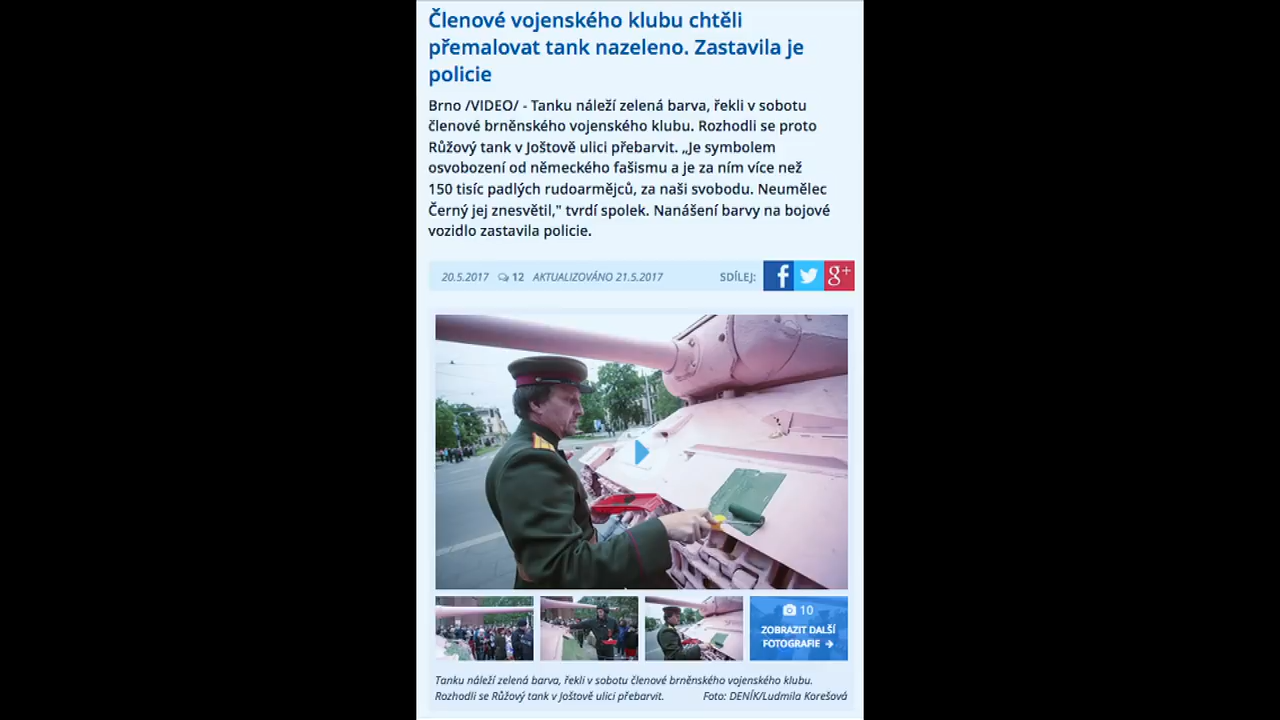 Členové vojenského klubu chtěli
přemalovat tank nazeleno. Zastavila je
policie
Brno /VIDEO/ - Tanku náleží zelená barva, řekli v sobotu
členové brněnského vojenského klubu. Rozhodli se proto
Růžový tank v Joštově ulici přebarvit. „Je symbolem
osvobození od německého fašismu a je za ním více než
150 tisíc padlých rudoarmějců, za naši svobodu. Neumělec
Černý jej znesvětil," tvrdí spolek. Nanášení barvy na bojové
vozidlo zastavila policie.
20.5.2017 12 AKTUALIZOVÁNO 21.5.2017 SDÍLEJ: f g+
10
ZOBRAZIT DALŠÍ
FOTOGRAFIE →
Tanku náleží zelená barva, řekli v sobotu členové brněnského vojenského klubu.
Rozhodli se Růžový tank v Joštově ulici přebarvit. Foto: DENÍK/Ludmila Korešová